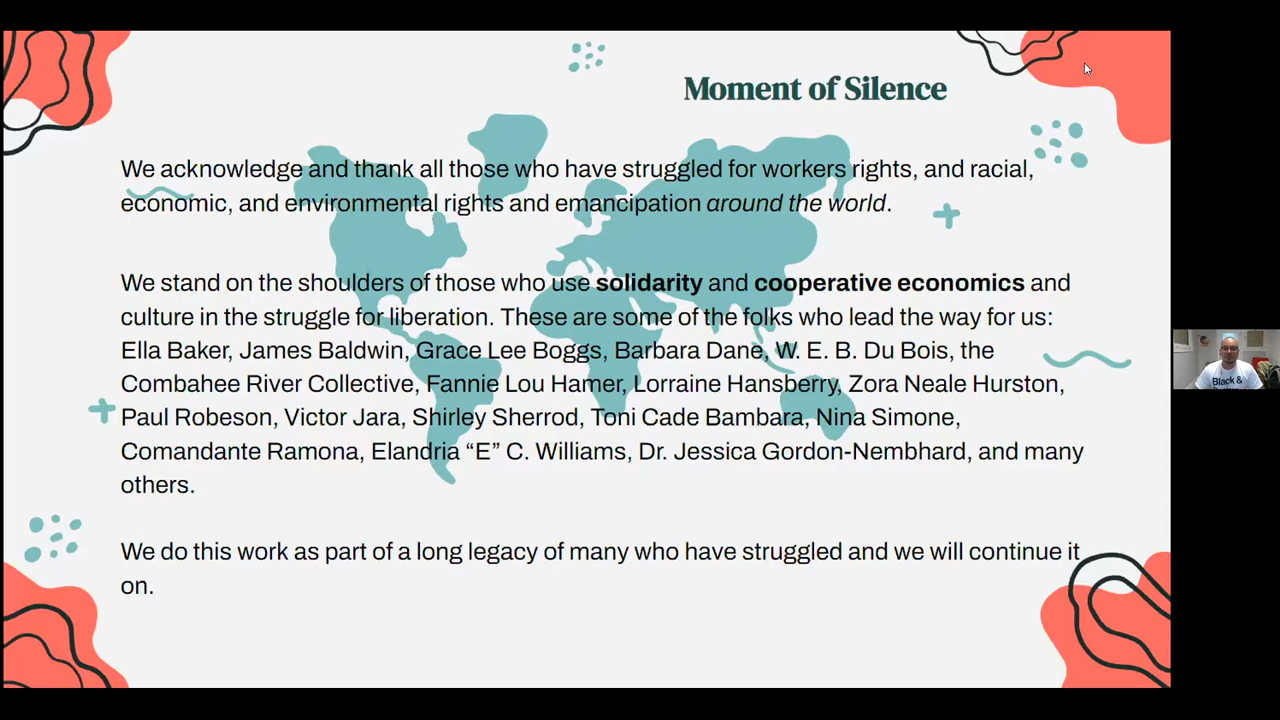 Moment of Silence
We acknowledge and thank all those who have struggled for workers rights, and racial,
economic, and environmental rights and emancipation around the world.
We stand on the shoulders of those who use solidarity and cooperative economics and
culture in the struggle for liberation. These are some of the folks who lead the way for us:
Ella Baker, James Baldwin, Grace Lee Boggs, Barbara Dane, W. E. B. Du Bois, the
Combahee River Collective, Fannie Lou Hamer, Lorraine Hansberry, Zora Neale Hurston,
Paul Robeson, Victor Jara, Shirley Sherrod, Toni Cade Bambara, Nina Simone,
Comandante Ramona, Elandria “E” C. Williams, Dr. Jessica Gordon-Nembhard, and many
others.
We do this work as part of a long legacy of many who have struggled and we will continue it
on.
Black &